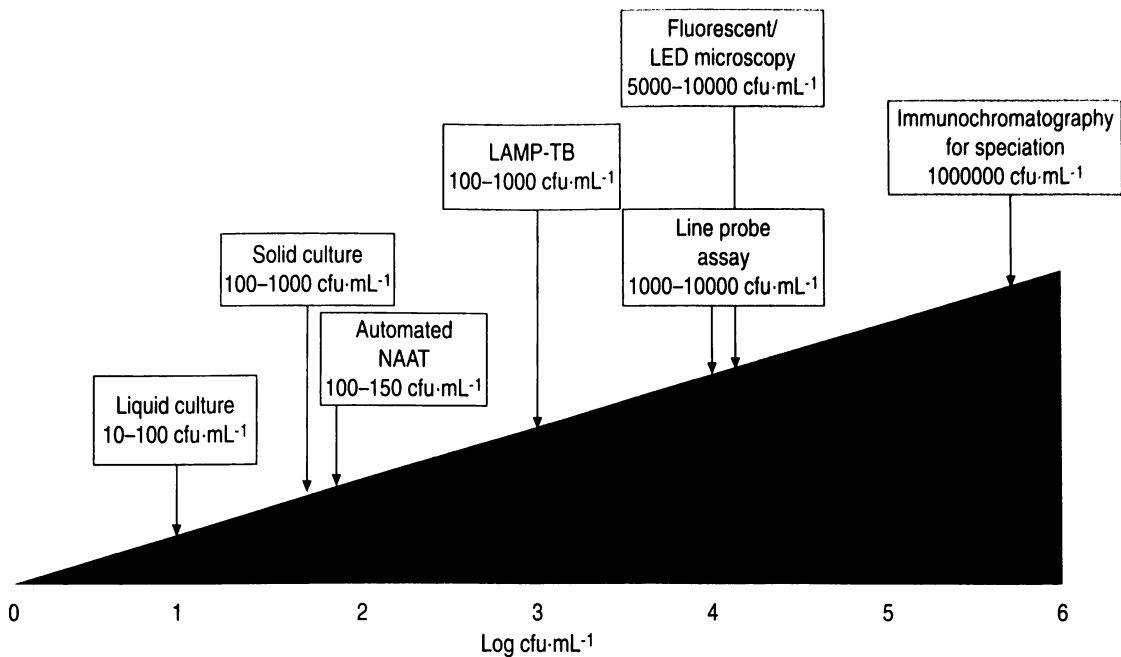 Fluorescent/
LED microscopy
5000–10000 cfu·mL⁻¹
Immunochromatography
for speciation
1000000 cfu·mL⁻¹
LAMP-TB
100–1000 cfu·mL⁻¹
Line probe
assay
1000–10000 cfu·mL⁻¹
Solid culture
100–1000 cfu·mL⁻¹
Automated
NAAT
100–150 cfu·mL⁻¹
Liquid culture
10–100 cfu·mL⁻¹
0 1 2 3 4 5 6
Log cfu·mL⁻¹